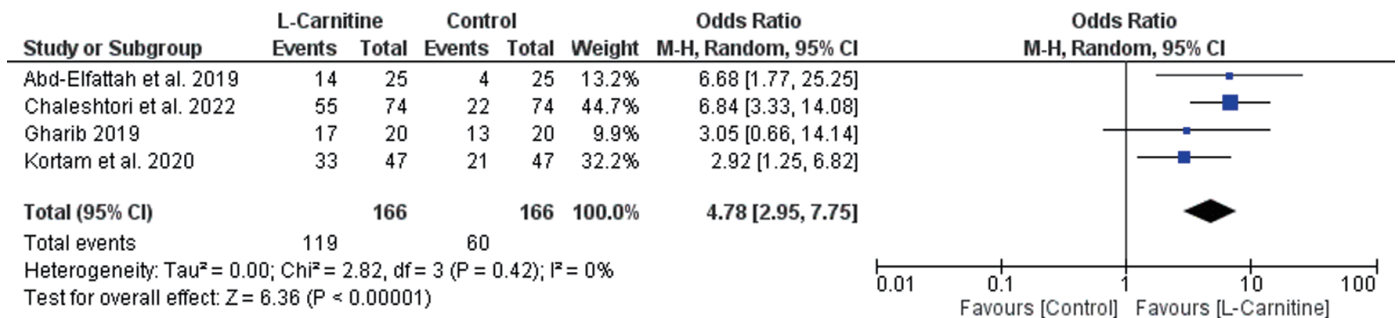 L-Carnitine Control Odds Ratio Odds Ratio
Study or Subgroup Events Total Events Total Weight M-H, Random, 95% CI M-H, Random, 95% CI
Abd-Elfattah et al. 2019 14 25 4 25 13.2% 6.68 [1.77, 25.25]
Chaleshtori et al. 2022 55 74 22 74 44.7% 6.84 [3.33, 14.08]
Gharib 2019 17 20 13 20 9.9% 3.05 [0.66, 14.14]
Kortam et al. 2020 33 47 21 47 32.2% 2.92 [1.25, 6.82]
Total (95% CI) 166 166 100.0% 4.78 [2.95, 7.75]
Total events 119 60
Heterogeneity: Tau² = 0.00; Chi² = 2.82, df = 3 (P = 0.42); I² = 0%
Test for overall effect: Z = 6.36 (P < 0.00001)
0.01 0.1 1 10 100
Favours [Control] Favours [L-Carnitine]